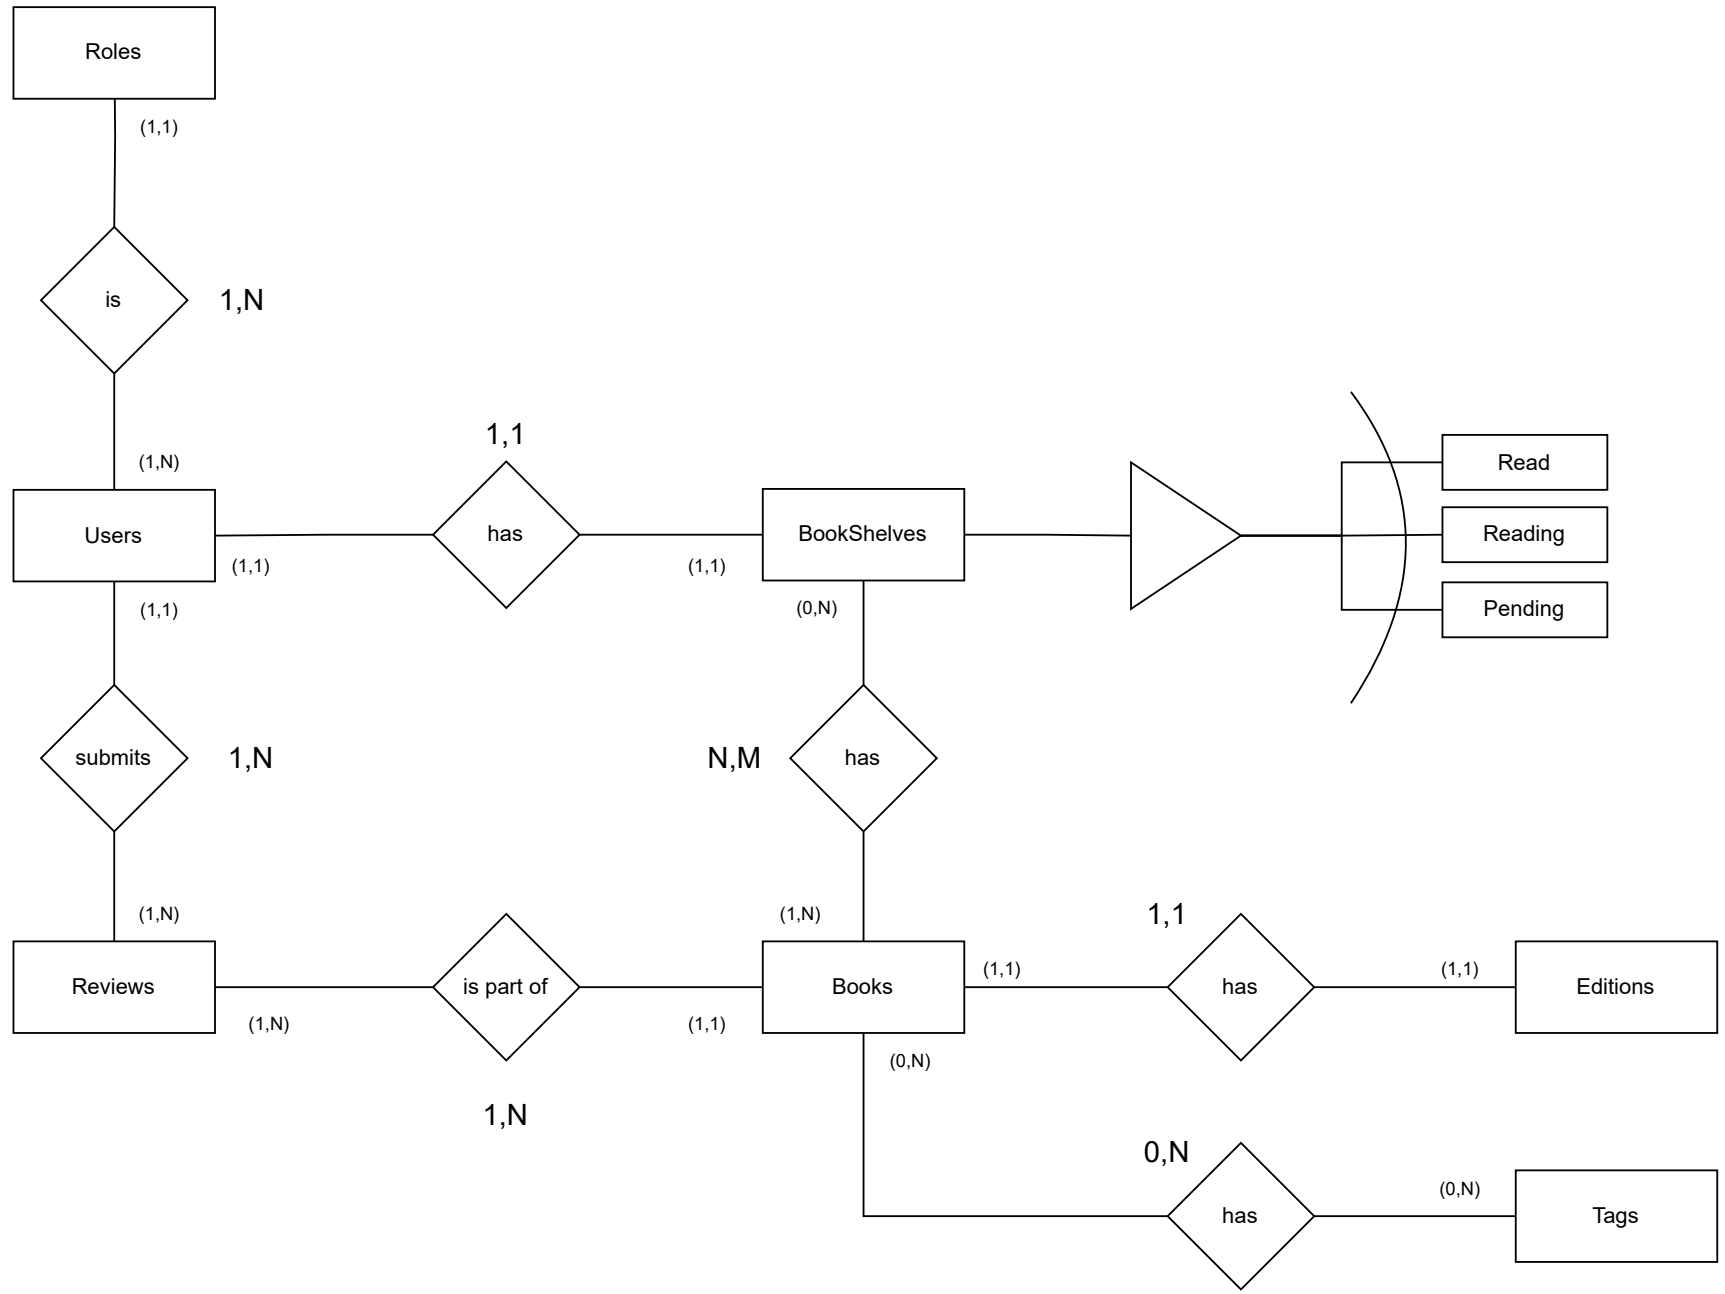 Roles
(1,1)
is
1,N
(1,N)
Users
(1,1)
1,1
has
(1,1)
BookShelves
Read
Reading
Pending
(1,1)
(0,N)
submits
1,N
N,M
has
(1,N)
(1,N)
Reviews
(1,N)
is part of
(1,1)
1,N
Books
(1,1)
1,1
has
(1,1)
Editions
(0,N)
0,N
has
(0,N)
Tags